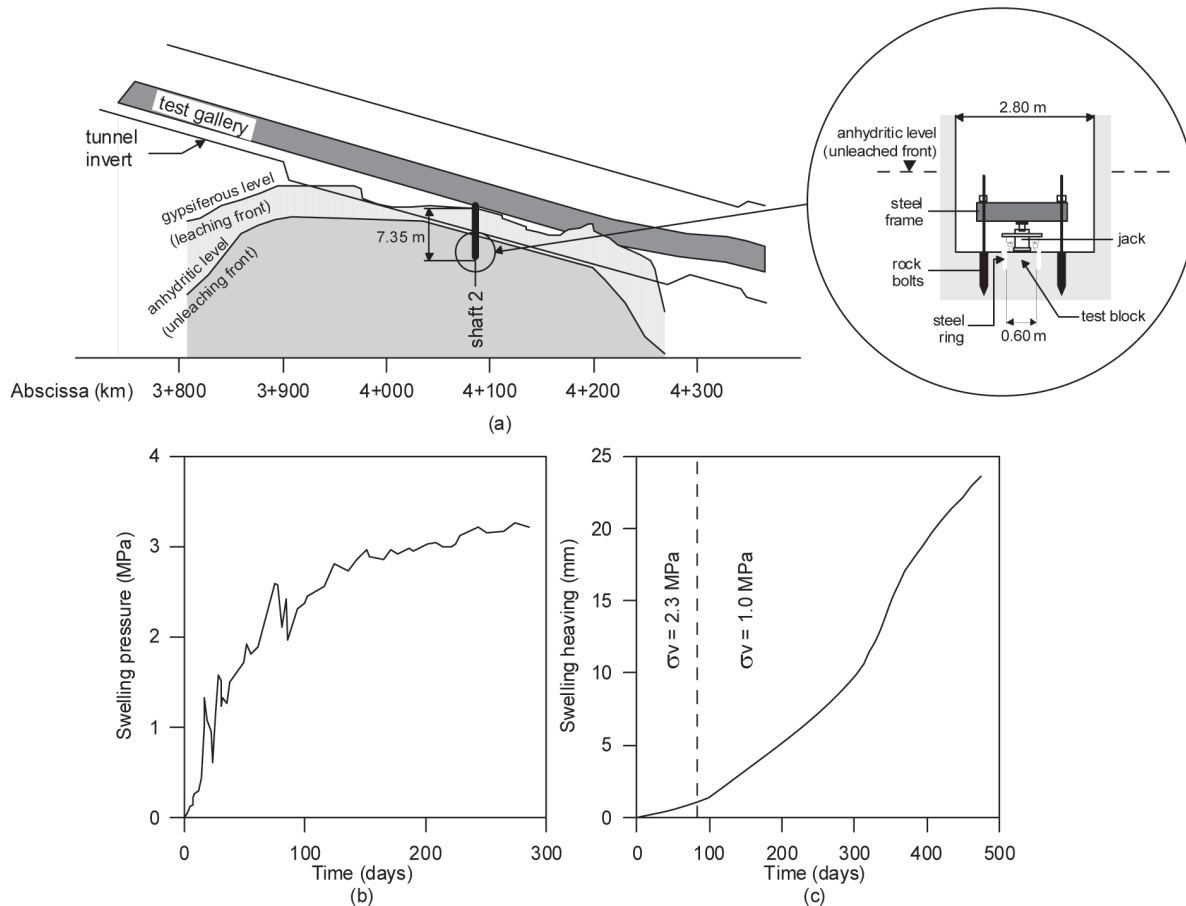 test gallery
tunnel
invert
gypsiferous level
(leaching front)
anhydritic level
(unleaching front)
7.35 m
shaft 2
Abscissa (km)
3+800
3+900
4+000
4+100
4+200
4+300
(a)
2.80 m
anhydritic level
(unleached front)
steel
frame
jack
rock
bolts
steel
ring
test block
0.60 m
Swelling pressure (MPa)
4
3
2
1
0
0
100
200
300
Time (days)
(b)
Swelling heaving (mm)
25
20
15
10
5
0
σv = 2.3 MPa
σv = 1.0 MPa
0
100
200
300
400
500
Time (days)
(c)